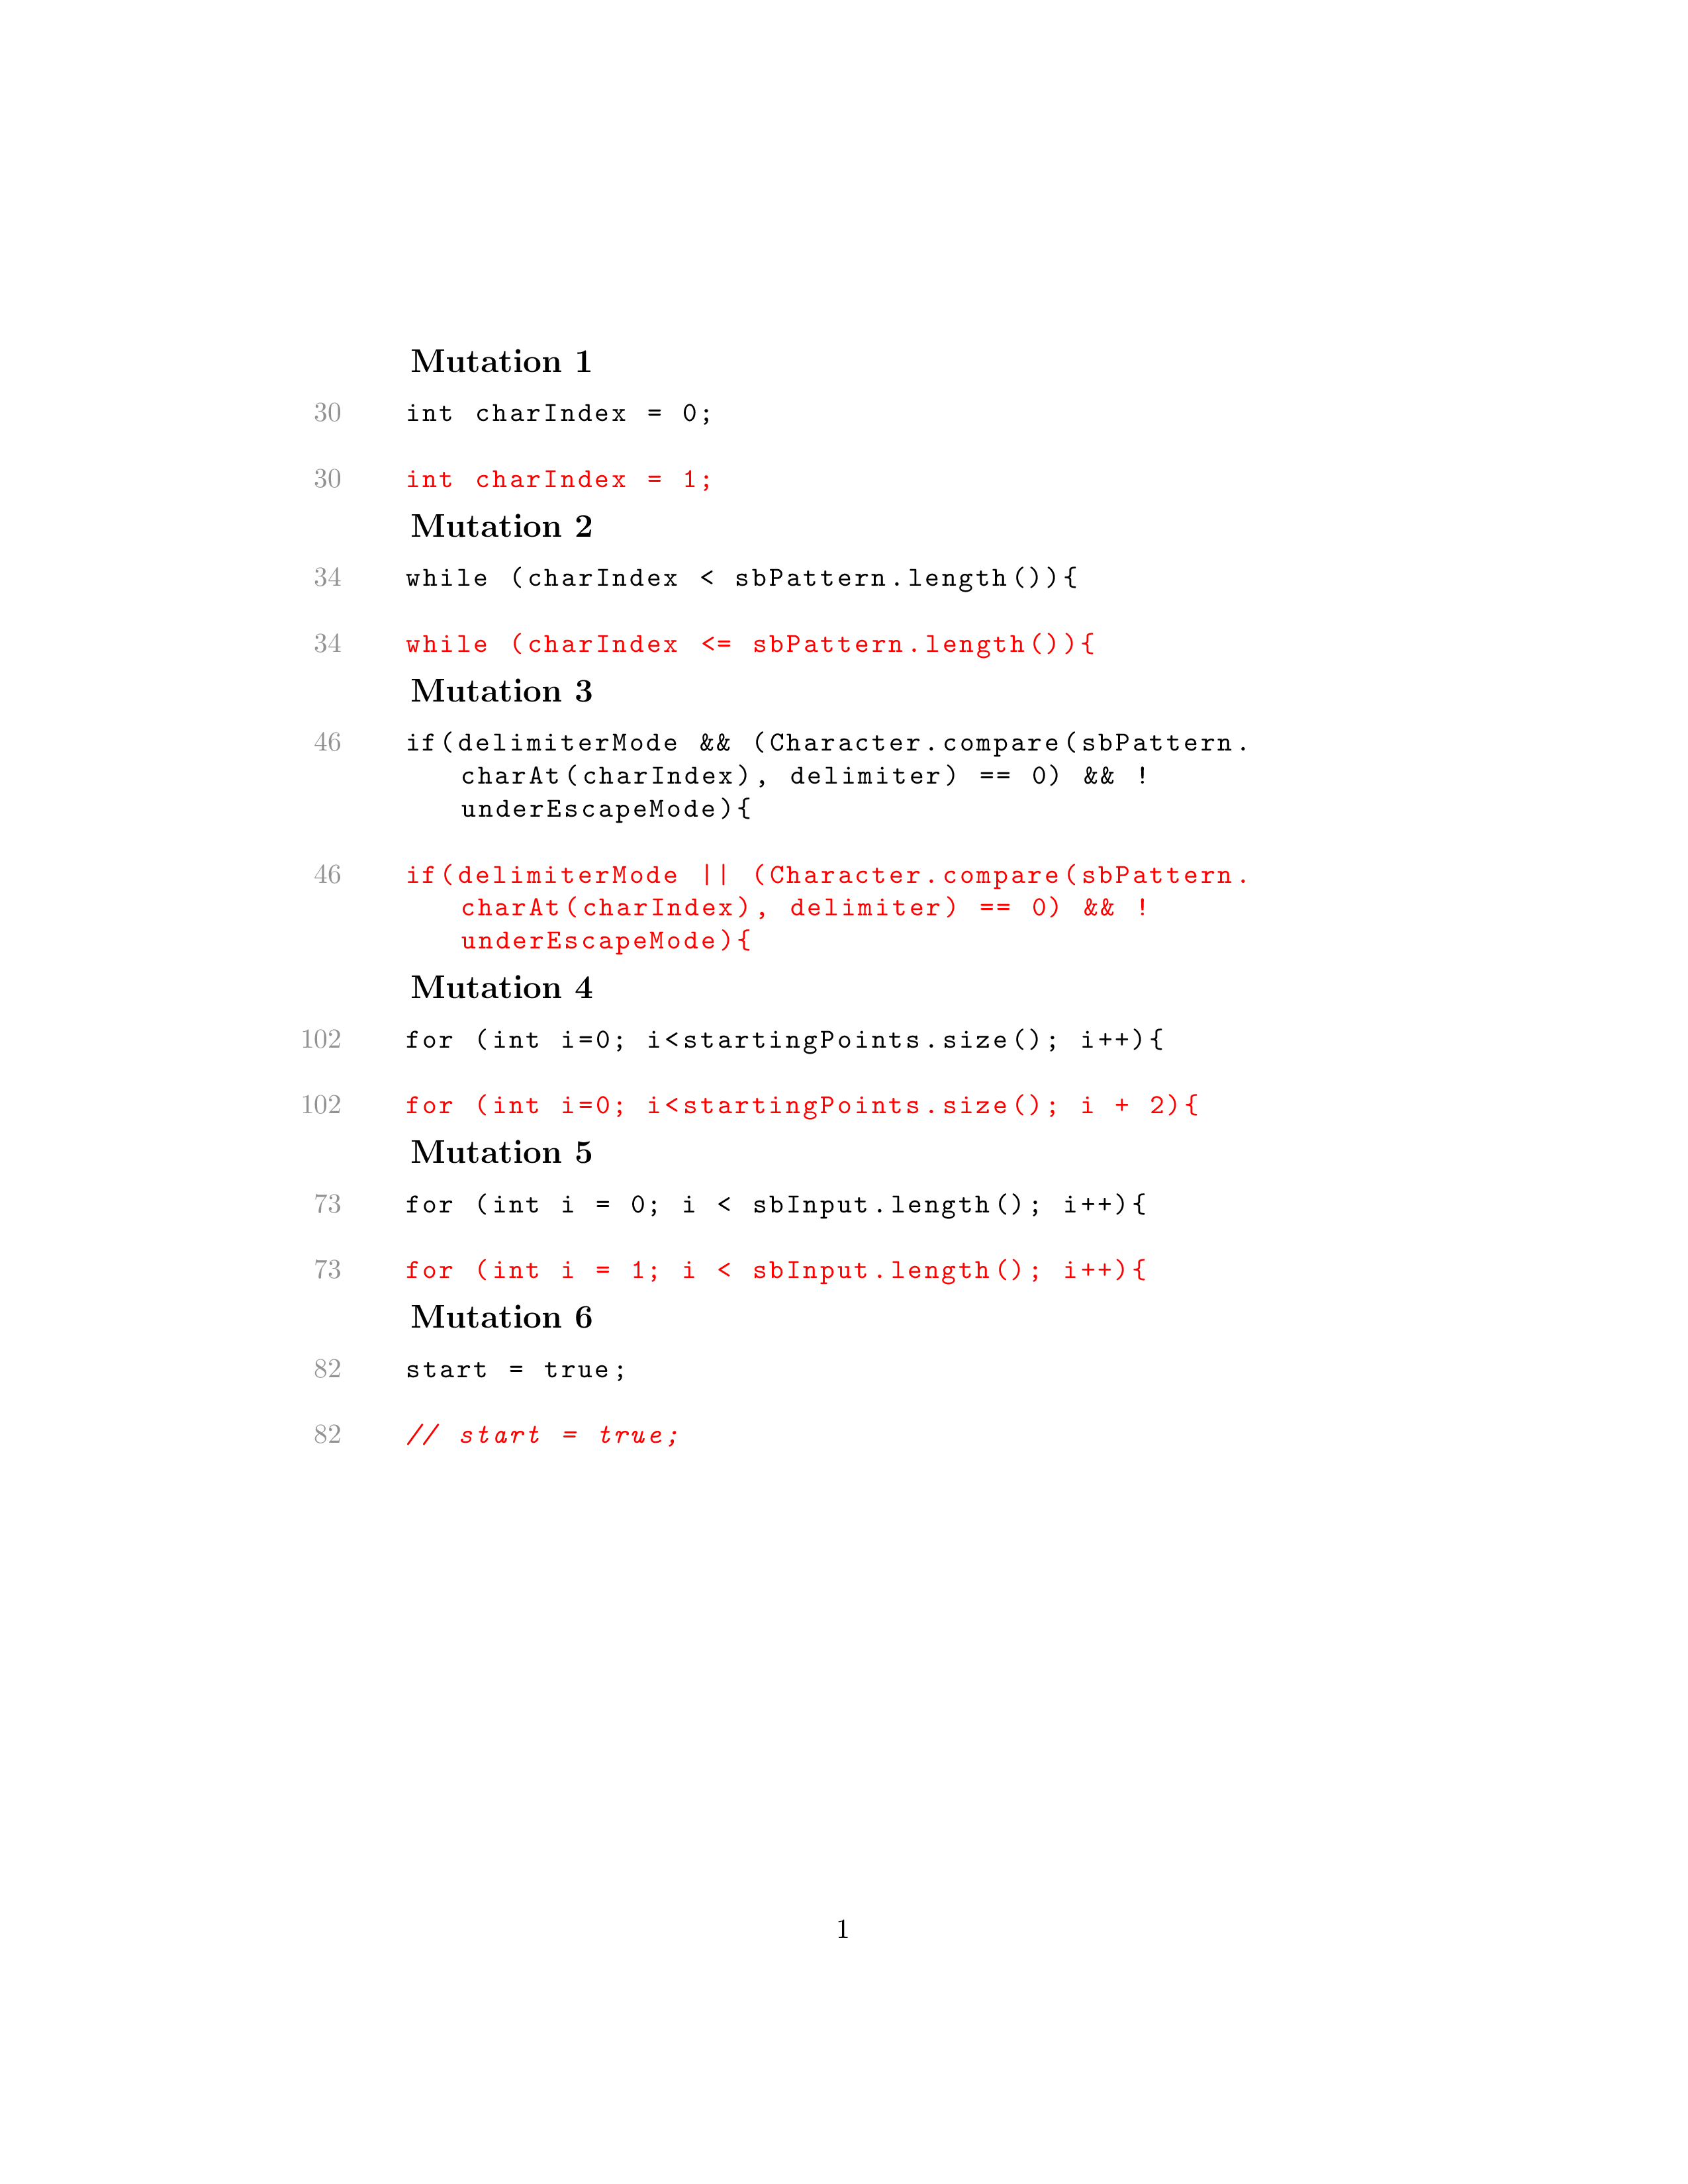 Mutation 1
30 int charIndex = 0;
30 int charIndex = 1;
Mutation 2
34 while (charIndex < sbPattern.length()){
34 while (charIndex <= sbPattern.length()){
Mutation 3
46 if(delimiterMode && (Character.compare(sbPattern.
charAt(charIndex), delimiter) == 0) && !
underEscapeMode){
46 if(delimiterMode || (Character.compare(sbPattern.
charAt(charIndex), delimiter) == 0) && !
underEscapeMode){
Mutation 4
102 for (int i=0; i<startingPoints.size(); i++){
102 for (int i=0; i<startingPoints.size(); i + 2){
Mutation 5
73 for (int i = 0; i < sbInput.length(); i++){
73 for (int i = 1; i < sbInput.length(); i++){
Mutation 6
82 start = true;
82 // start = true;
1